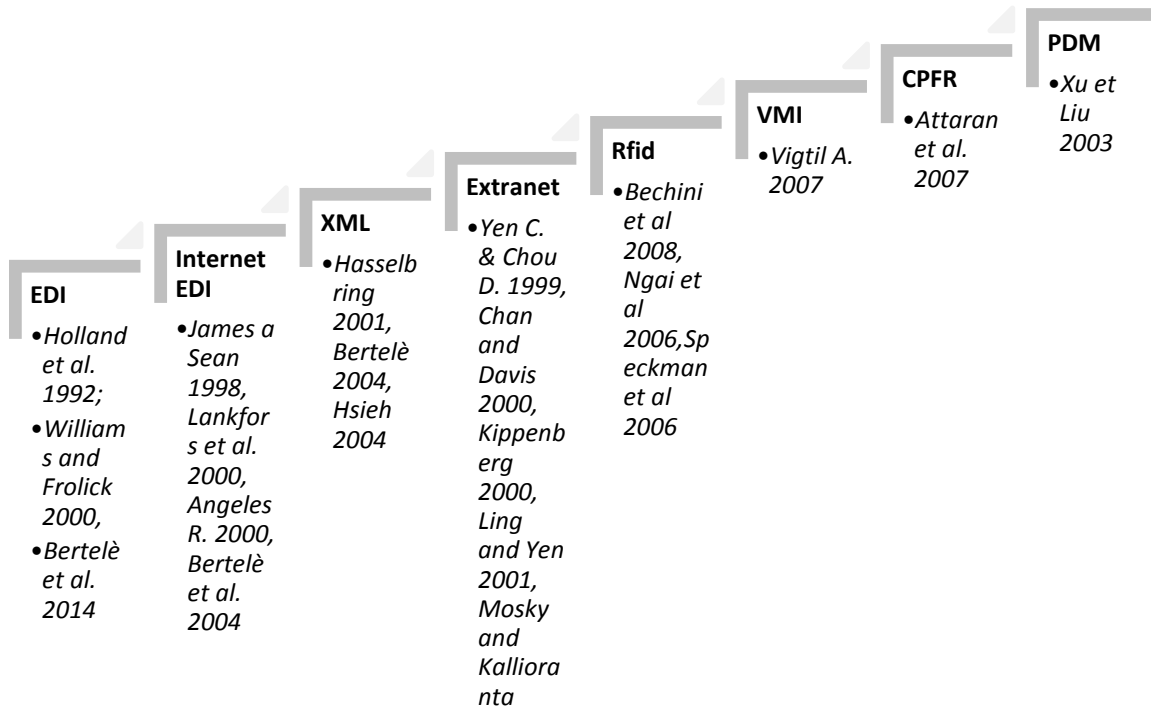 EDI
•Holland
et al.
1992;
•William
s and
Frolick
2000,
•Bertelè
et al.
2014
Internet
EDI
•James a
Sean
1998,
Lankfor
s et al.
2000,
Angeles
R. 2000,
Bertelè
et al.
2004
XML
•Hasselb
ring
2001,
Bertelè
2004,
Hsieh
2004
Extranet
•Yen C.
& Chou
D. 1999,
Chan
and
Davis
2000,
Kippenb
erg
2000,
Ling
and Yen
2001,
Mosky
and
Kalliora
nta
Rfid
•Bechini
et al
2008,
Ngai et
al
2006,Sp
eckman
et al
2006
VMI
•Vigtil A.
2007
CPFR
•Attaran
et al.
2007
PDM
•Xu et
Liu
2003